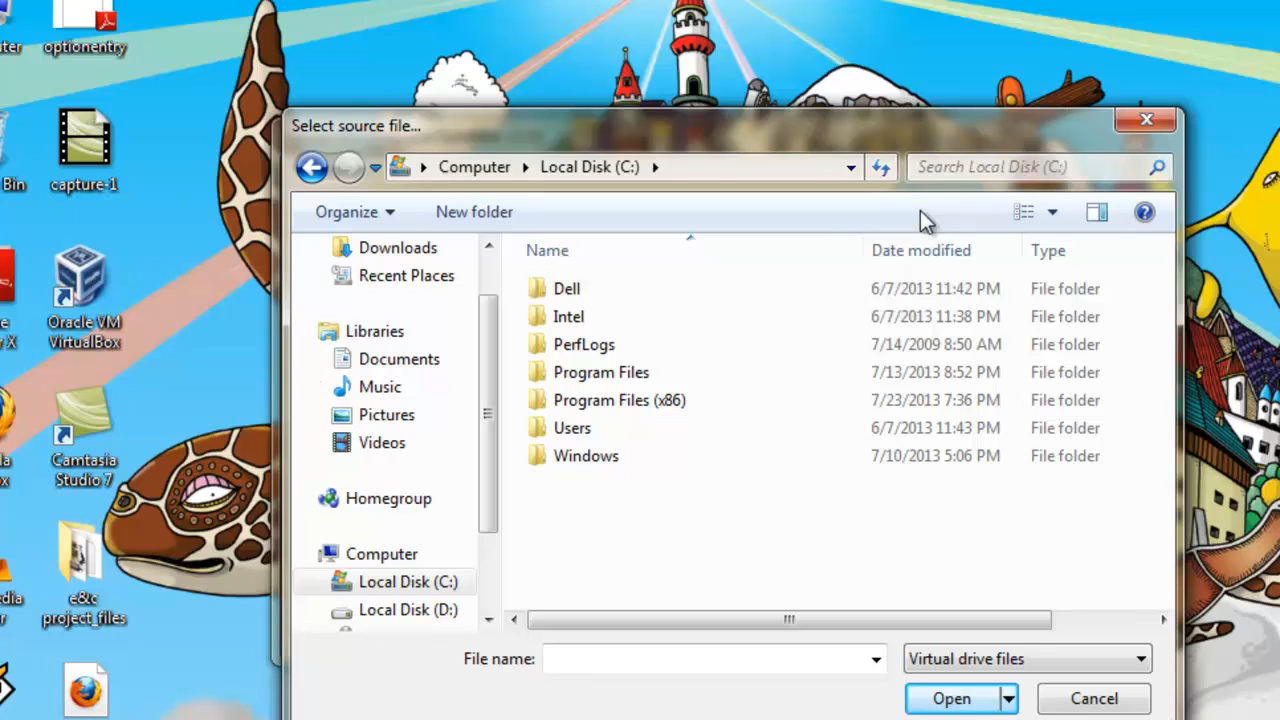 optionentry
ter
Select source file...
Computer
Local Disk (C:)
Search Local Disk (C:)
Bin
capture-1
Organize
New folder
Downloads
Recent Places
Libraries
Documents
Music
Pictures
Videos
Homegroup
Computer
Local Disk (C:)
Local Disk (D:)
Name
Date modified
Type
Dell
6/7/2013 11:42 PM
File folder
Intel
6/7/2013 11:38 PM
File folder
PerfLogs
7/14/2009 8:50 AM
File folder
Program Files
7/13/2013 8:52 PM
File folder
Program Files (x86)
7/23/2013 7:36 PM
File folder
Users
6/7/2013 11:43 PM
File folder
Windows
7/10/2013 5:06 PM
File folder
e
r X
Oracle VM
VirtualBox
la
ox
Camtasia
Studio 7
dia
r
e&c
project_files
File name:
Virtual drive files
Open
Cancel